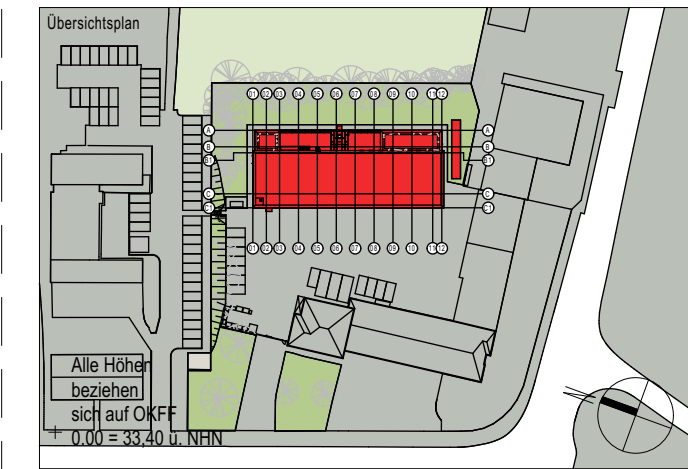 Übersichtsplan
01 02 03 04 05 06 07 08 09 10 11 12
A A
B B
B1 B1
C C
C1 C1
01 02 03 04 05 06 07 08 09 10 11 12
Alle Höhen
beziehen
sich auf OKFF
0.00 = 33,40 ü. NHN